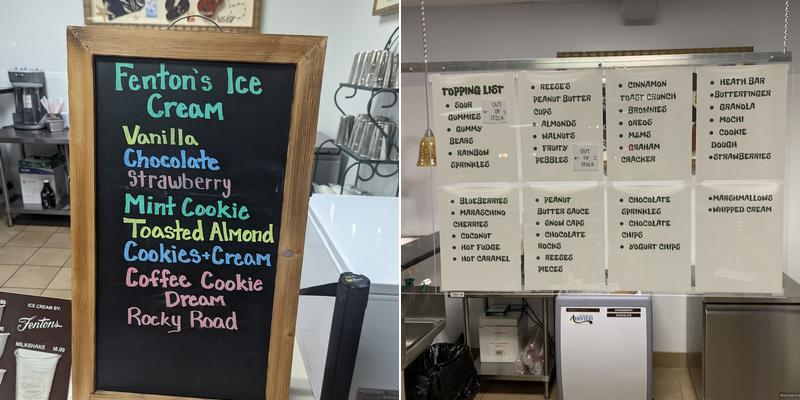 Fenton's Ice
Cream
Vanilla
Chocolate
Strawberry
Mint Cookie
Toasted Almond
Cookies+Cream
Coffee Cookie
Dream
Rocky Road
ICE CREAM BY:
Fentons
MILKSHAKE
TOPPING LIST
• SOUR
GUMMIES
• GUMMY
BEARS
• RAINBOW
SPRINKLES
← OUT
OF
STOCK
• REESE'S
PEANUT BUTTER
CUPS
• ALMONDS
• WALNUTS
• FRUITY
PEBBLES
← OUT
OF
STOCK
• CINNAMON
TOAST CRUNCH
• BROWNIES
• OREOS
• M&MS
• GRAHAM
CRACKER
• HEATH BAR
• BUTTERFINGER
• GRANOLA
• MOCHI
• COOKIE
DOUGH
• STRAWBERRIES
• BLUEBERRIES
• MARASCHINO
CHERRIES
• COCONUT
• HOT FUDGE
• HOT CARAMEL
• PEANUT
BUTTER SAUCE
• SNOW CAPS
• CHOCOLATE
ROCKS
• REESES
PIECES
• CHOCOLATE
SPRINKLES
• CHOCOLATE
CHIPS
• YOGURT CHIPS
• MARSHMALLOWS
• WHIPPED CREAM
STRAWBERRY
CHOCOLATE